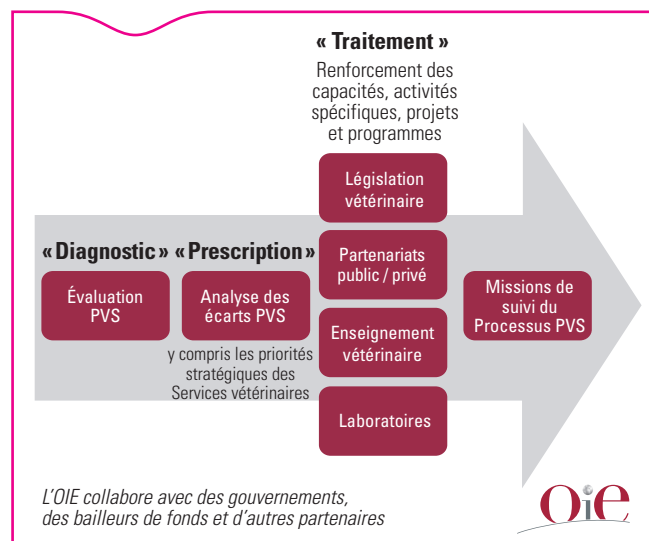 « Traitement »
Renforcement des
capacités, activités
spécifiques, projets
et programmes
Législation
vétérinaire
« Diagnostic » « Prescription »
Partenariats
public / privé
Évaluation
PVS
Analyse des
écarts PVS
Missions de
suivi du
Processus PVS
y compris les priorités
stratégiques des
Services vétérinaires
Enseignement
vétérinaire
Laboratoires
L'OIE collabore avec des gouvernements,
des bailleurs de fonds et d'autres partenaires
Oie